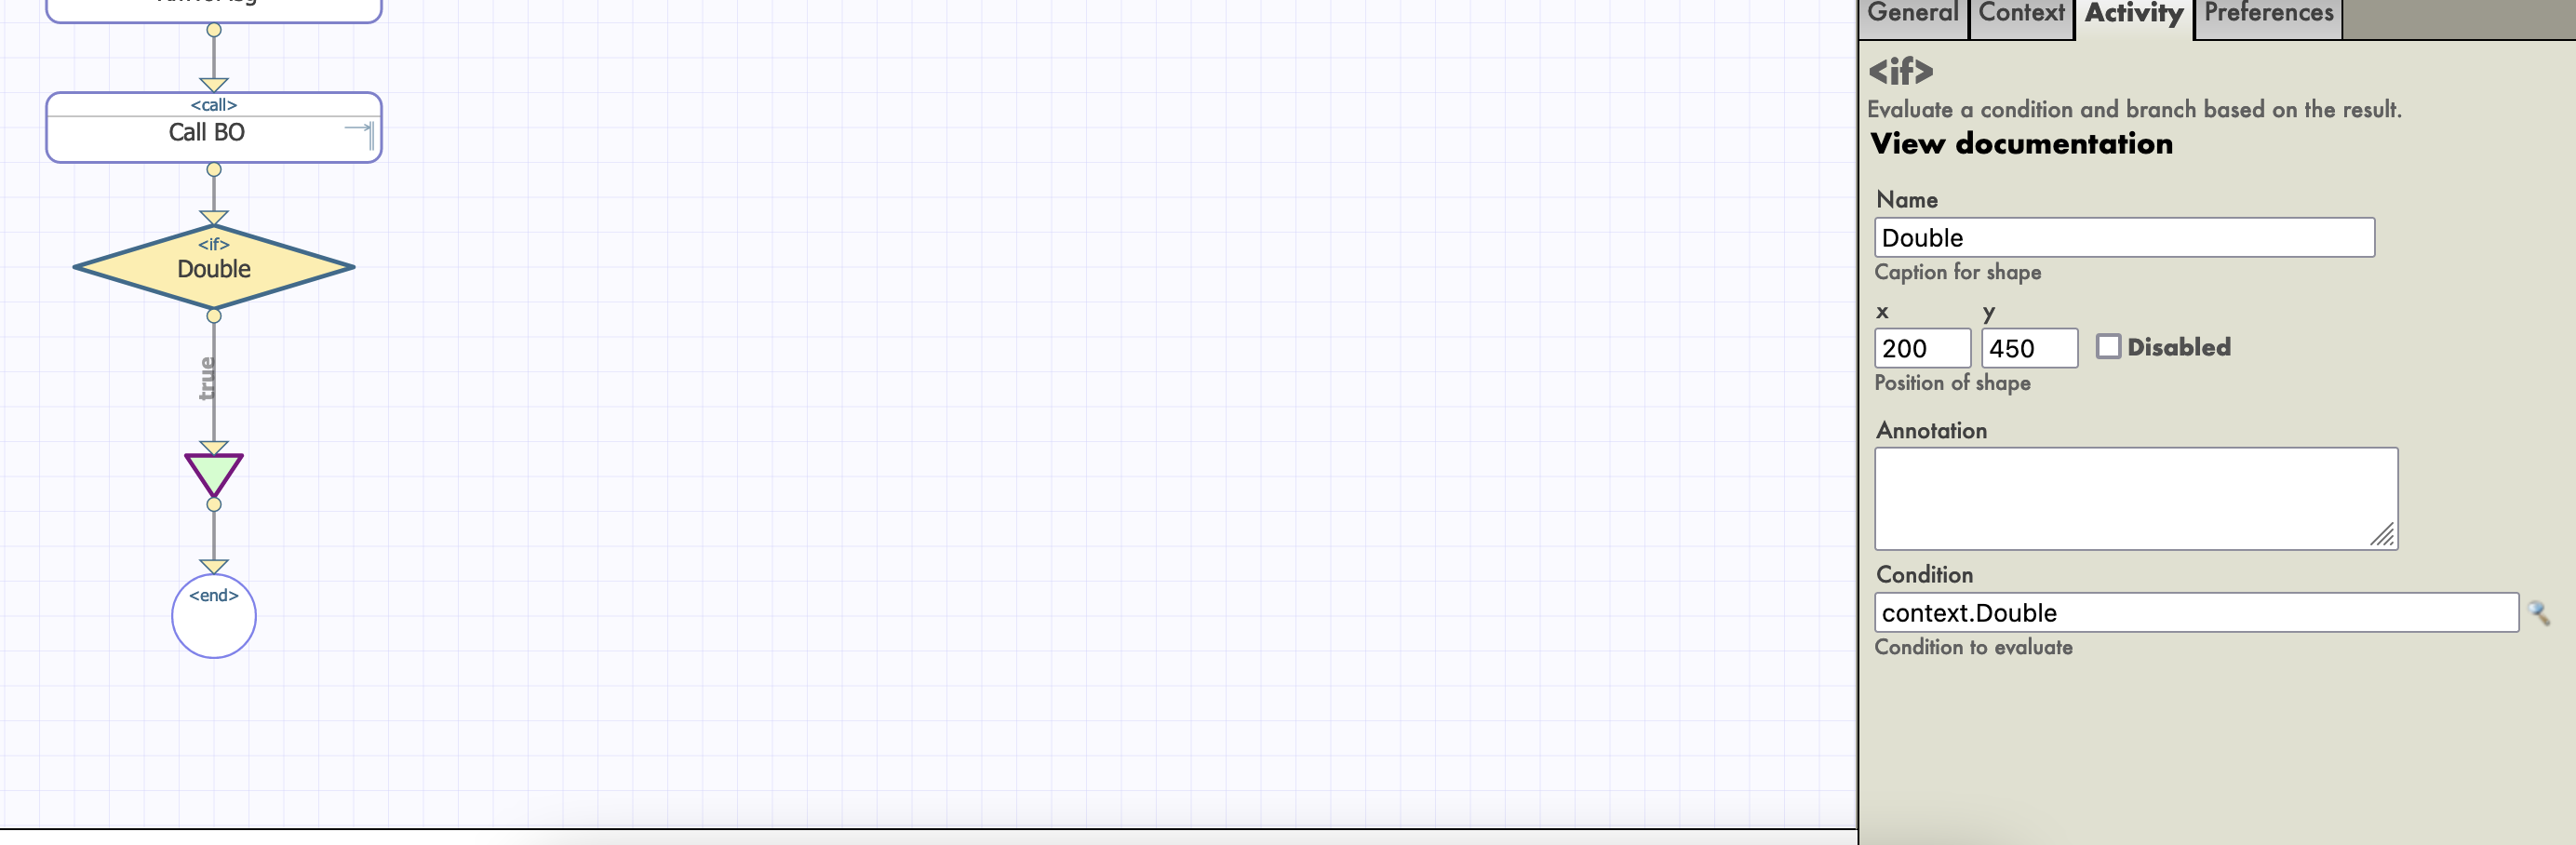 <call>
Call BO
<if>
Double
true
<end>
General
Context
Activity
Preferences
<if>
Evaluate a condition and branch based on the result.
View documentation
Name
Double
Caption for shape
x
y
200
450
Disabled
Position of shape
Annotation
Condition
context.Double
Condition to evaluate